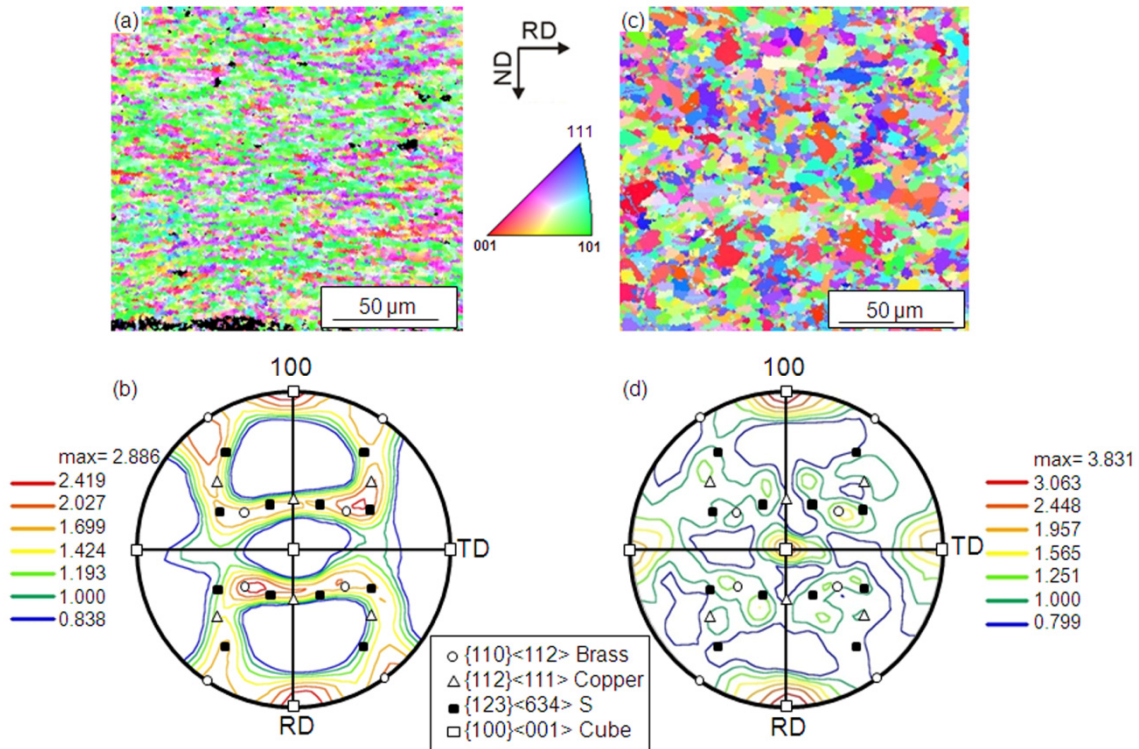 (a)
RD
ND
(c)
111
001
101
50 µm
50 µm
100
(b)
max= 2.886
2.419
2.027
1.699
1.424
1.193
1.000
0.838
TD
RD
100
(d)
max= 3.831
3.063
2.448
1.957
1.565
1.251
1.000
0.799
TD
RD
{110}<112> Brass
{112}<111> Copper
{123}<634> S
{100}<001> Cube